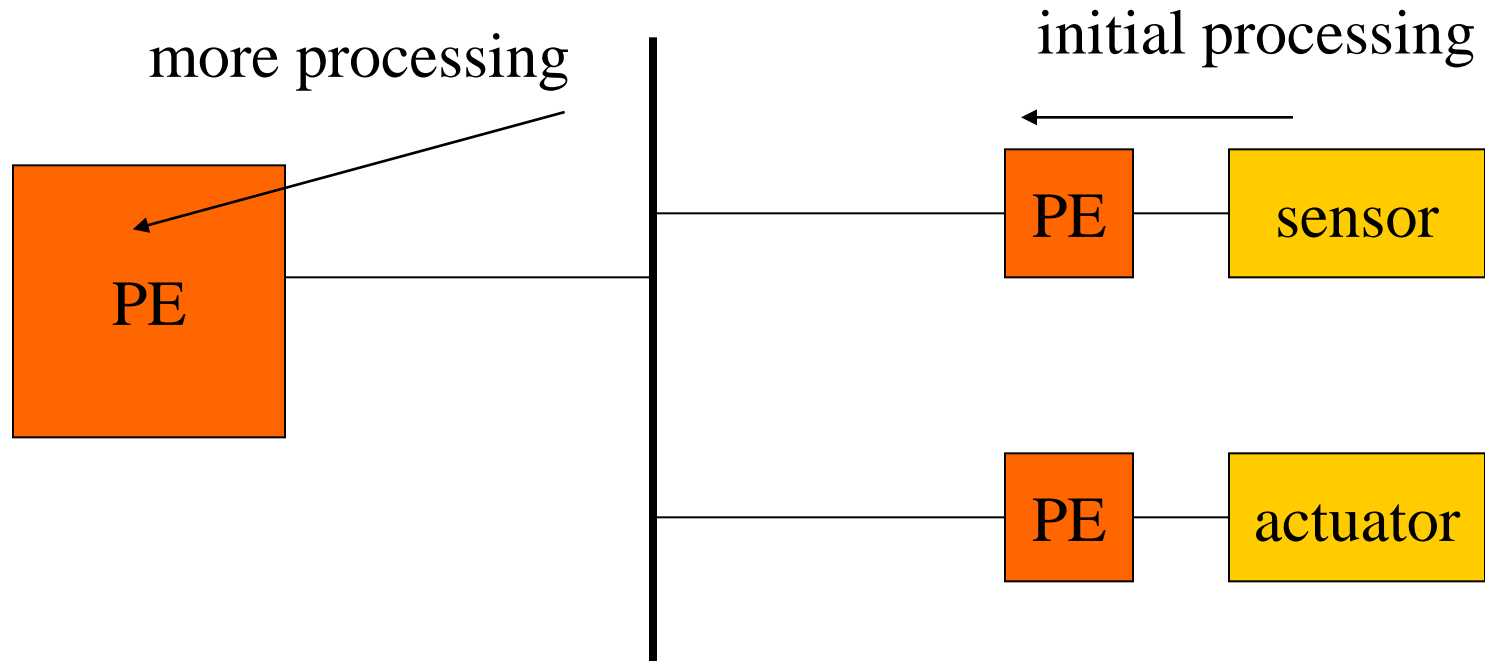 more processing
initial processing
PE
PE
sensor
PE
actuator